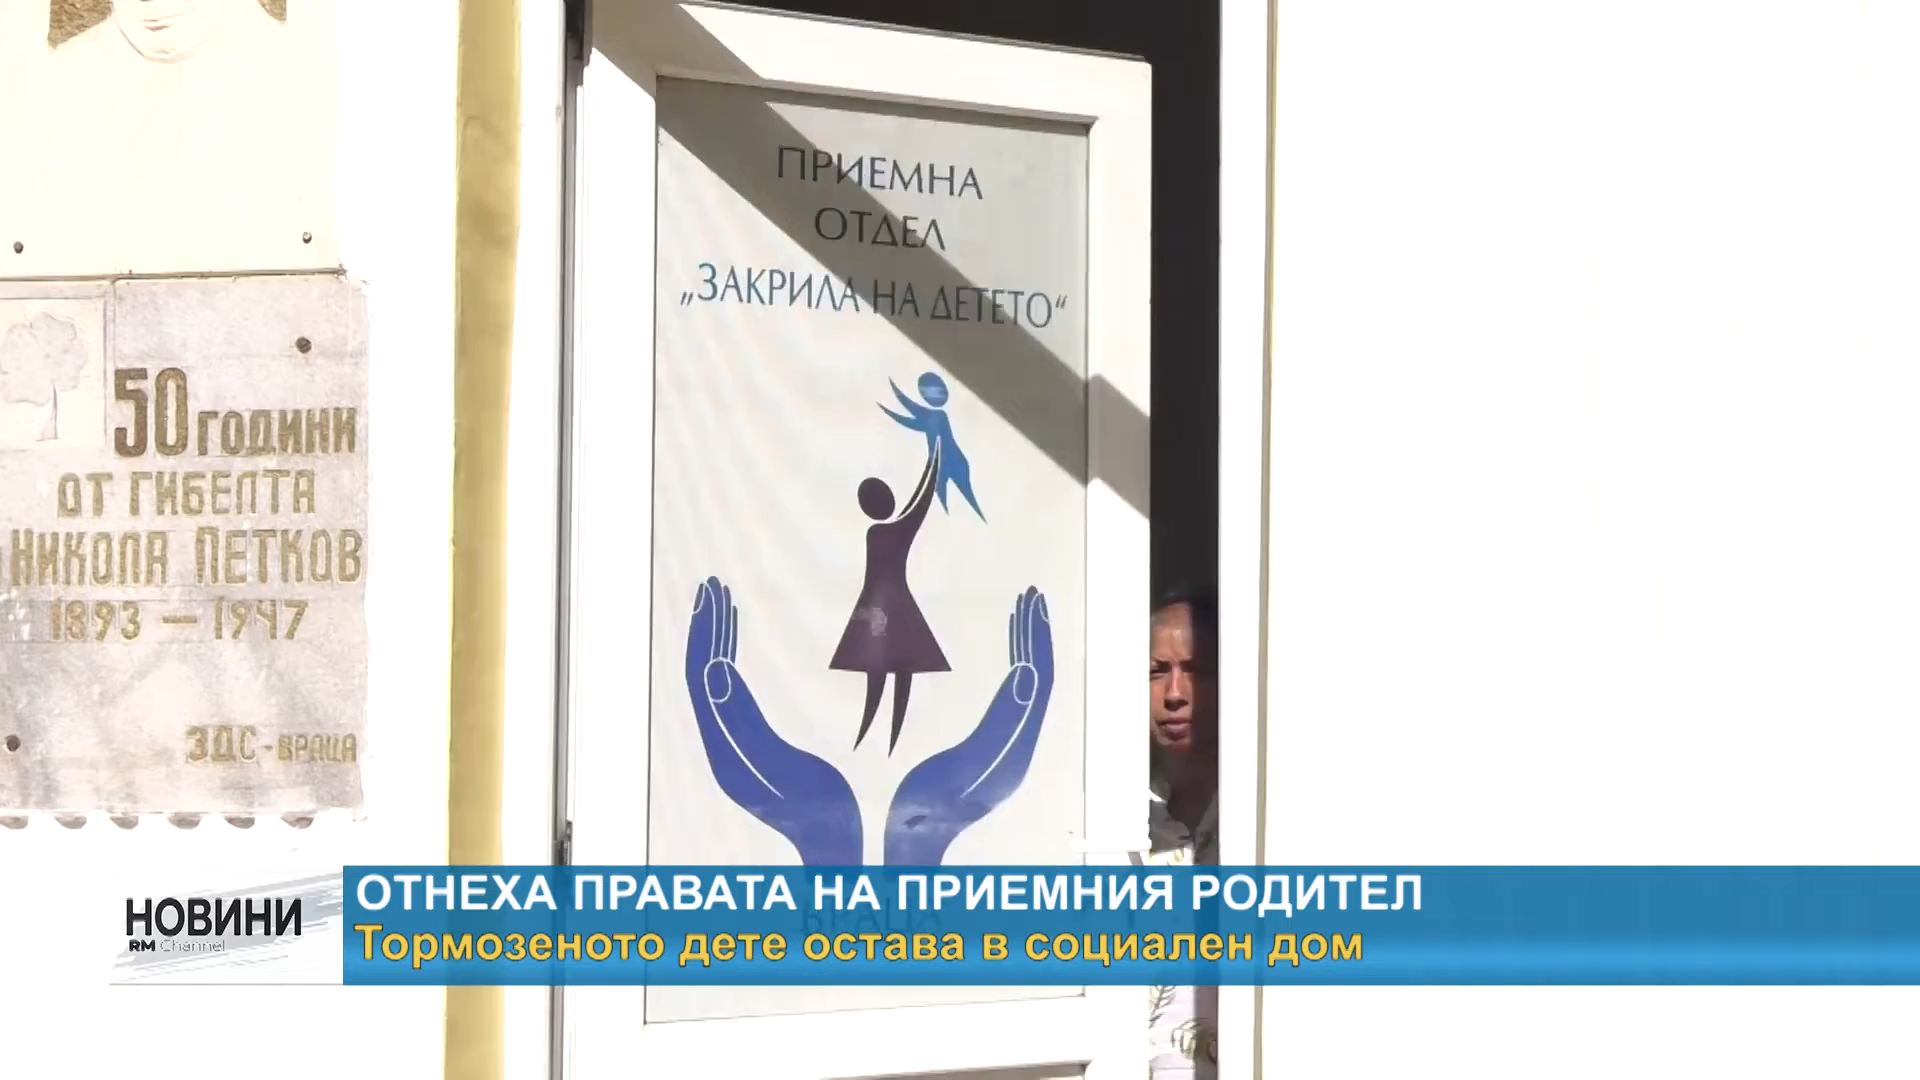 ПРИЕМНА
ОТДЕЛ
„ЗАКРИЛА НА ДЕТЕТО“
50 години
от гибелта
Никола Петков
1893 – 1947
ЗДС - Враца
НОВИНИ
RM Channel
ОТНЕХА ПРАВАТА НА ПРИЕМНИЯ РОДИТЕЛ
Тормозеното дете остава в социален дом
ВРАЦА